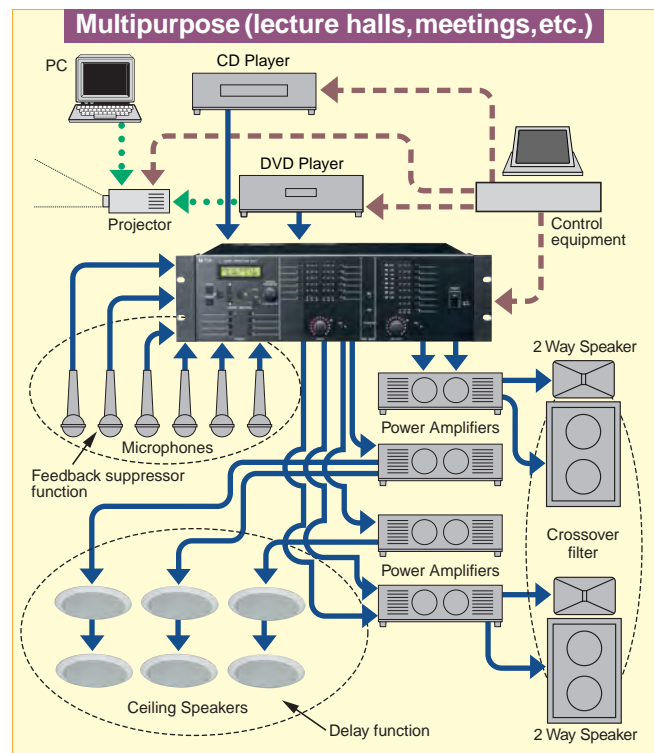 Multipurpose (lecture halls,meetings,etc.)
PC
CD Player
DVD Player
Projector
Control
equipment
2 Way Speaker
Microphones
Power Amplifiers
Feedback suppressor
function
Crossover
filter
Power Amplifiers
Ceiling Speakers
Delay function
2 Way Speaker